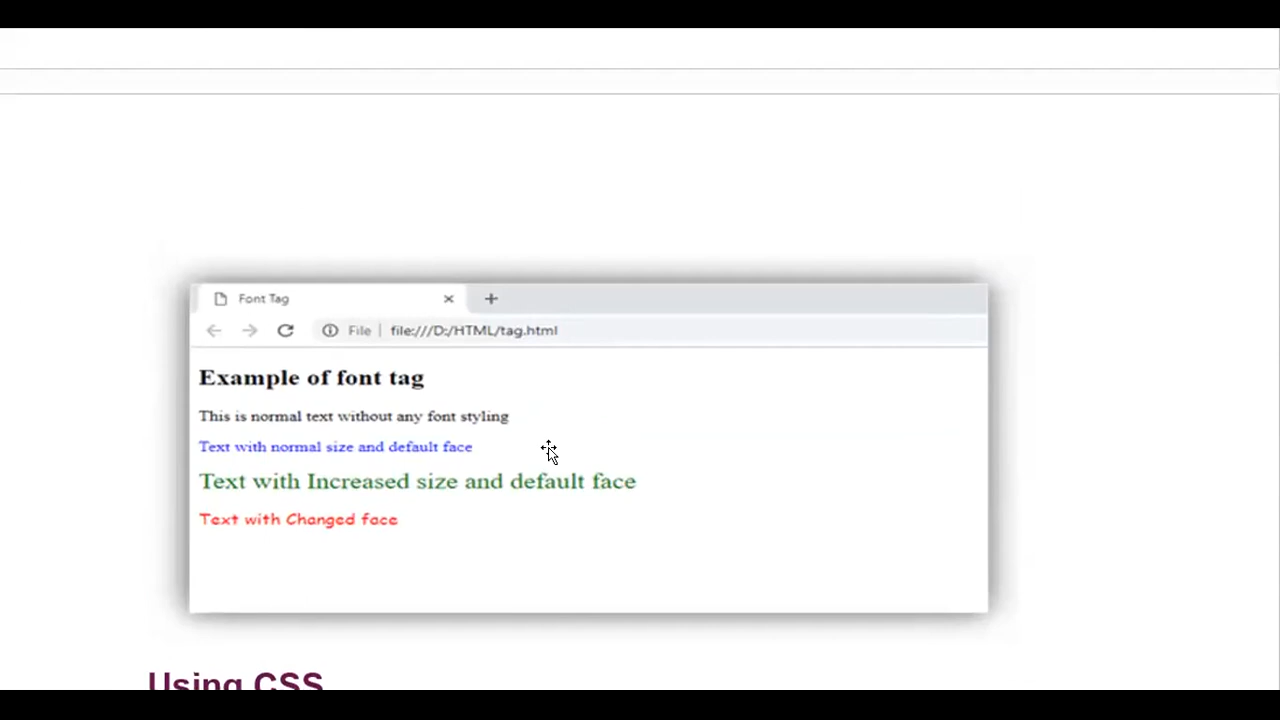 Font Tag
File | file:///D:/HTML/tag.html
Example of font tag
This is normal text without any font styling
Text with normal size and default face
Text with Increased size and default face
Text with Changed face
Using CSS